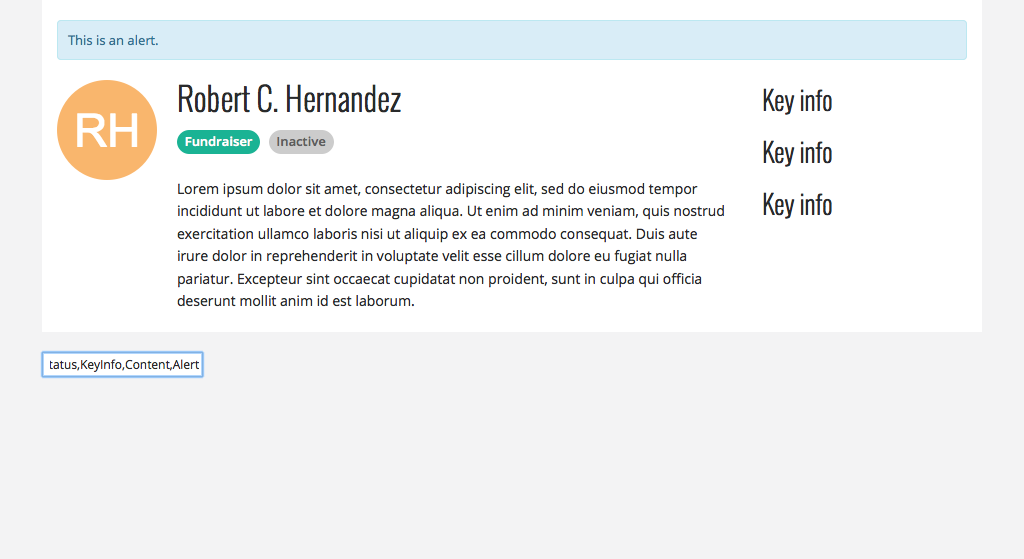 This is an alert.
RH
Robert C. Hernandez
Fundraiser Inactive
Lorem ipsum dolor sit amet, consectetur adipiscing elit, sed do eiusmod tempor
incididunt ut labore et dolore magna aliqua. Ut enim ad minim veniam, quis nostrud
exercitation ullamco laboris nisi ut aliquip ex ea commodo consequat. Duis aute
irure dolor in reprehenderit in voluptate velit esse cillum dolore eu fugiat nulla
pariatur. Excepteur sint occaecat cupidatat non proident, sunt in culpa qui officia
deserunt mollit anim id est laborum.
Key info
Key info
Key info
tatus,KeyInfo,Content,Alert